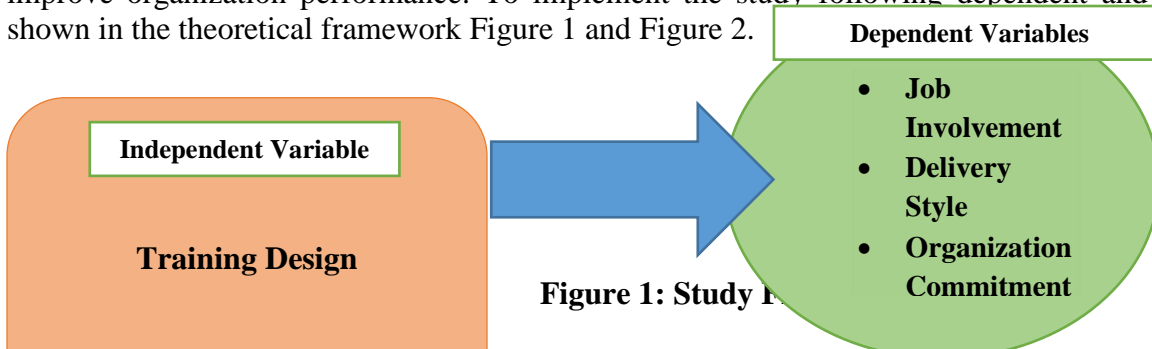 improve organization performance. To implement the study following dependent and
shown in the theoretical framework Figure 1 and Figure 2.
Dependent Variables
Independent Variable
Training Design
• Job
Involvement
• Delivery
Style
• Organization
Commitment
Figure 1: Study